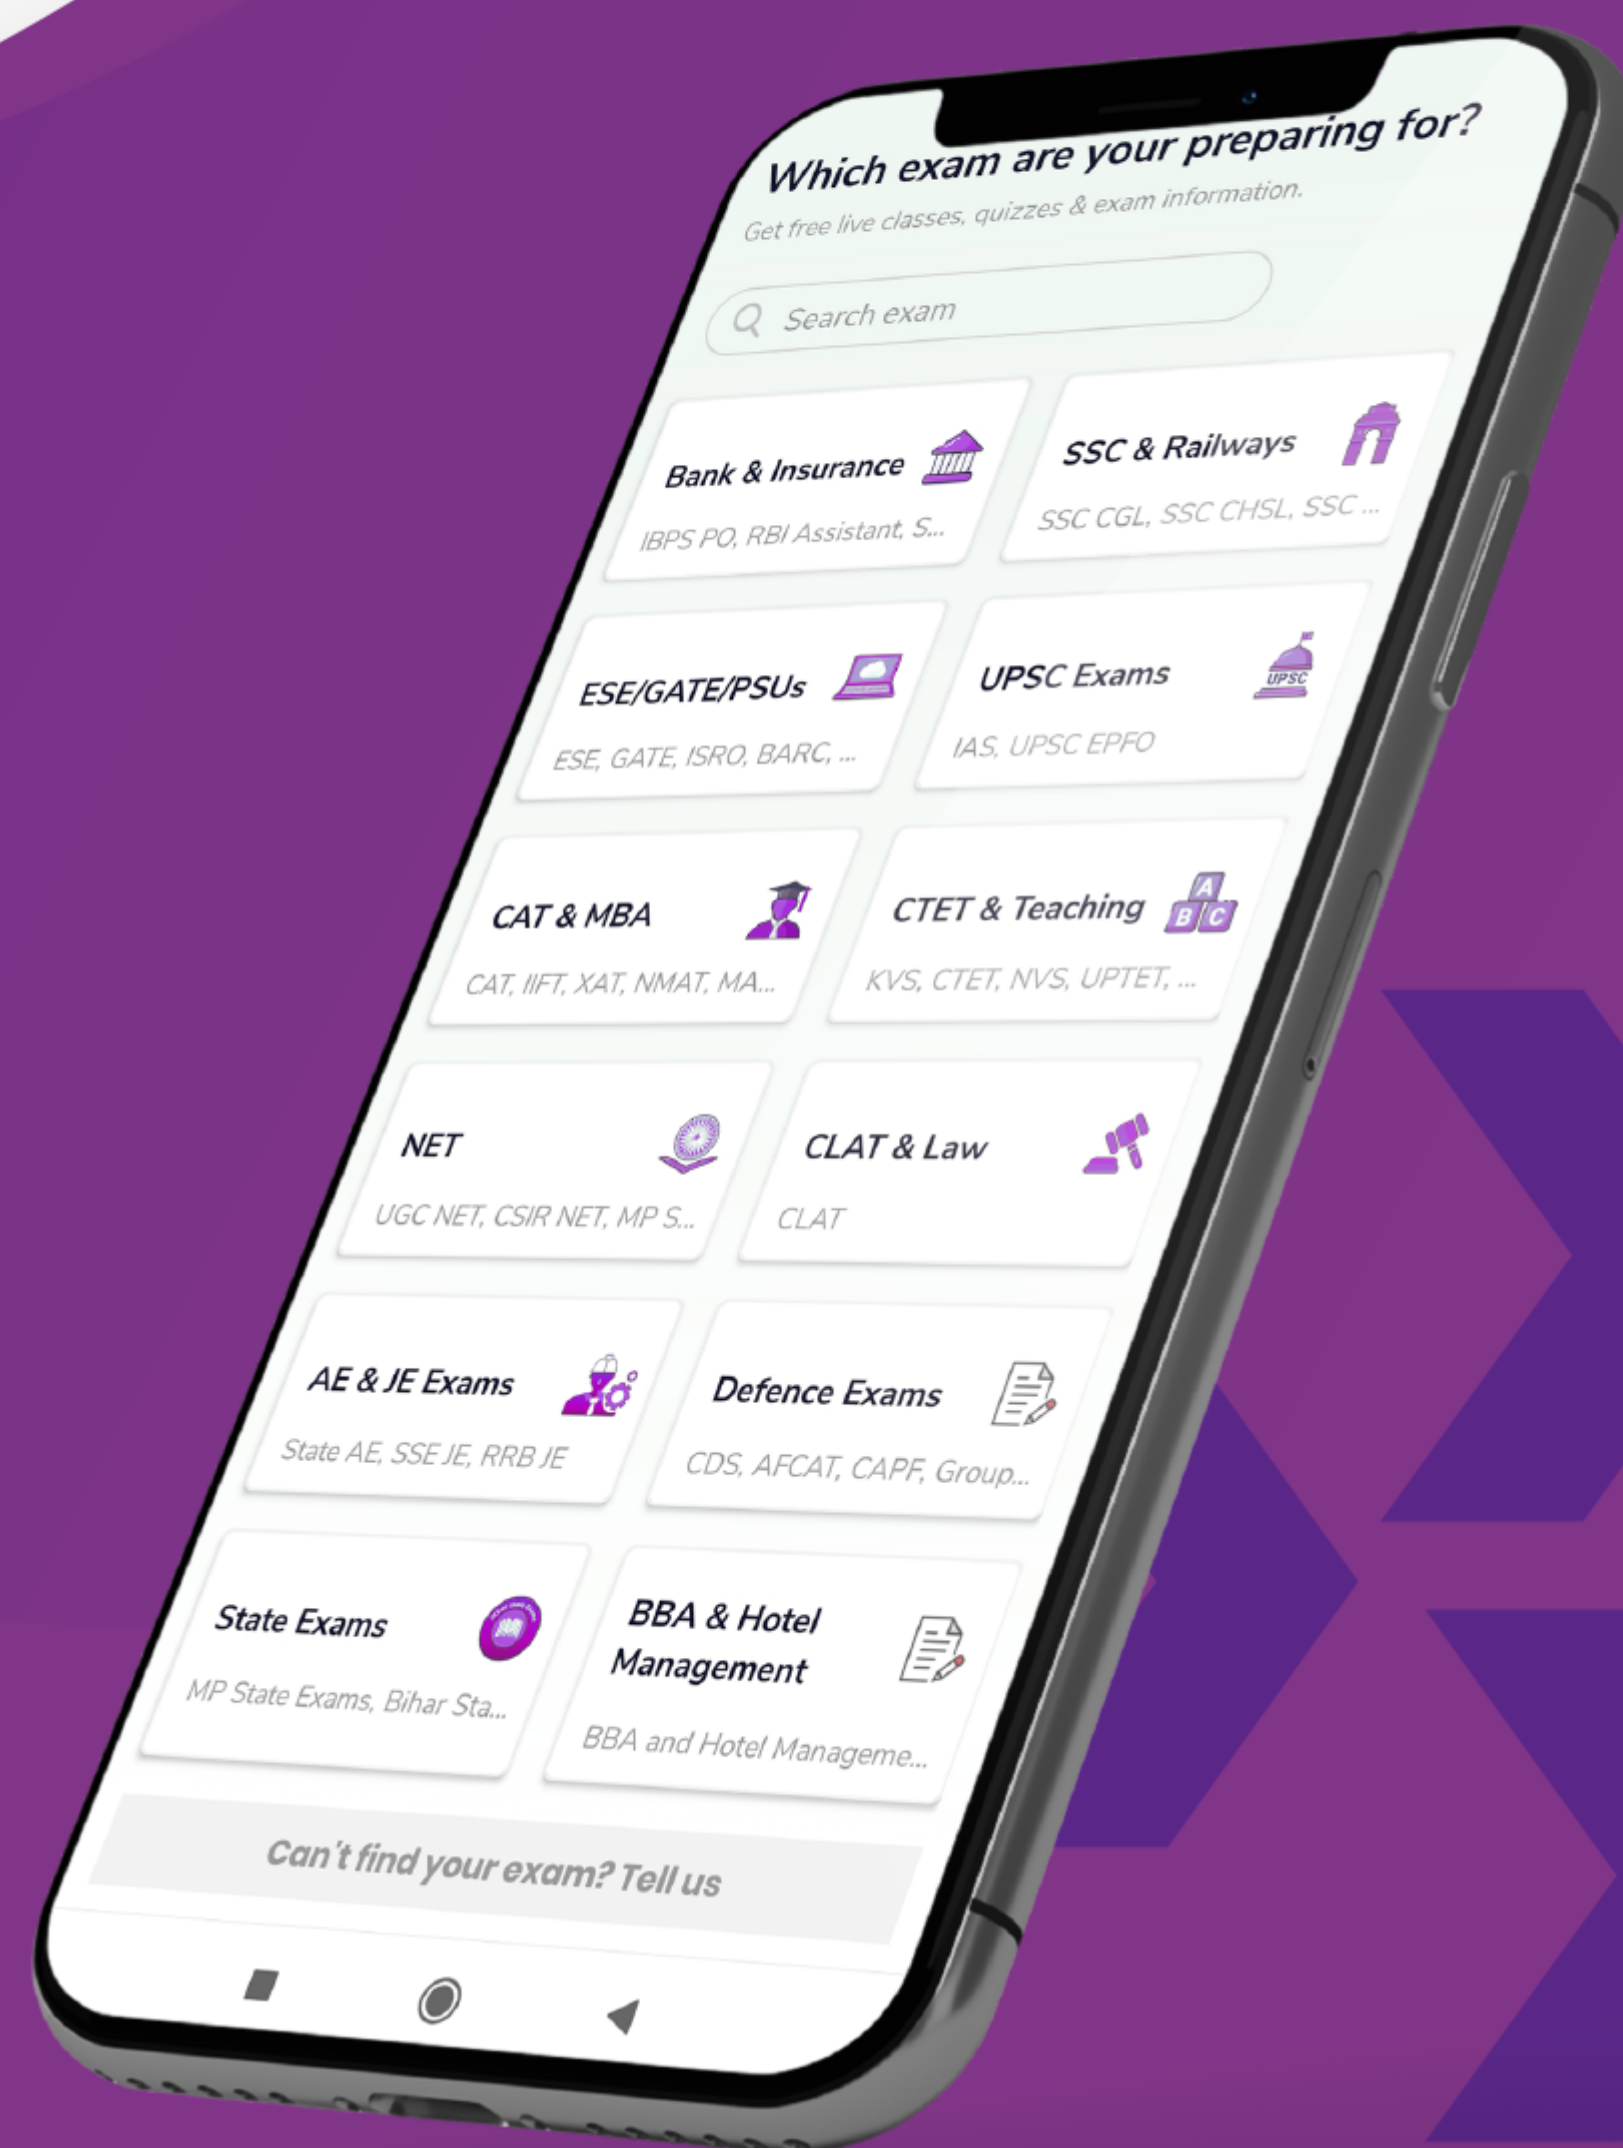 Which exam are your preparing for?
Get free live classes, quizzes & exam information.
Search exam
Bank & Insurance
IBPS PO, RBI Assistant, S...
SSC & Railways
SSC CGL, SSC CHSL, SSC ...
ESE/GATE/PSUs
ESE, GATE, ISRO, BARC, ...
UPSC Exams
UPSC
IAS, UPSC EPFO
CAT & MBA
CAT, IIFT, XAT, NMAT, MA...
CTET & Teaching
A
B C
KVS, CTET, NVS, UPTET, ...
NET
UGC NET, CSIR NET, MP S...
CLAT & Law
CLAT
AE & JE Exams
State AE, SSE JE, RRB JE
Defence Exams
CDS, AFCAT, CAPF, Group...
State Exams
MP State Exams, Bihar Sta...
BBA & Hotel
Management
BBA and Hotel Manageme...
Can't find your exam? Tell us